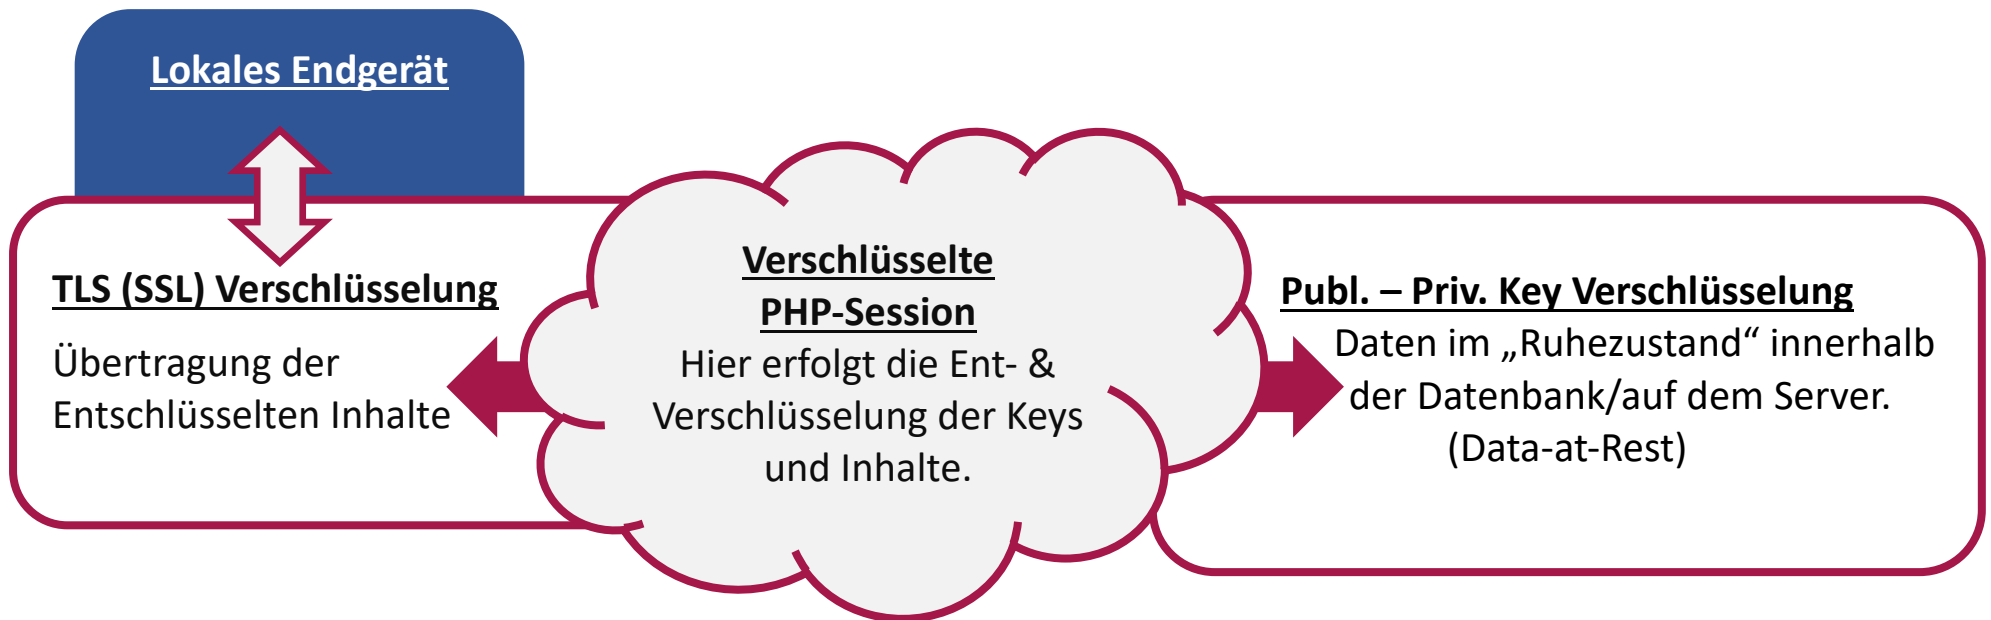 Lokales Endgerät
TLS (SSL) Verschlüsselung
Übertragung der
Entschlüsselten Inhalte
Verschlüsselte
PHP-Session
Hier erfolgt die Ent- &
Verschlüsselung der Keys
und Inhalte.
Publ. – Priv. Key Verschlüsselung
Daten im „Ruhezustand“ innerhalb
der Datenbank/auf dem Server.
(Data-at-Rest)